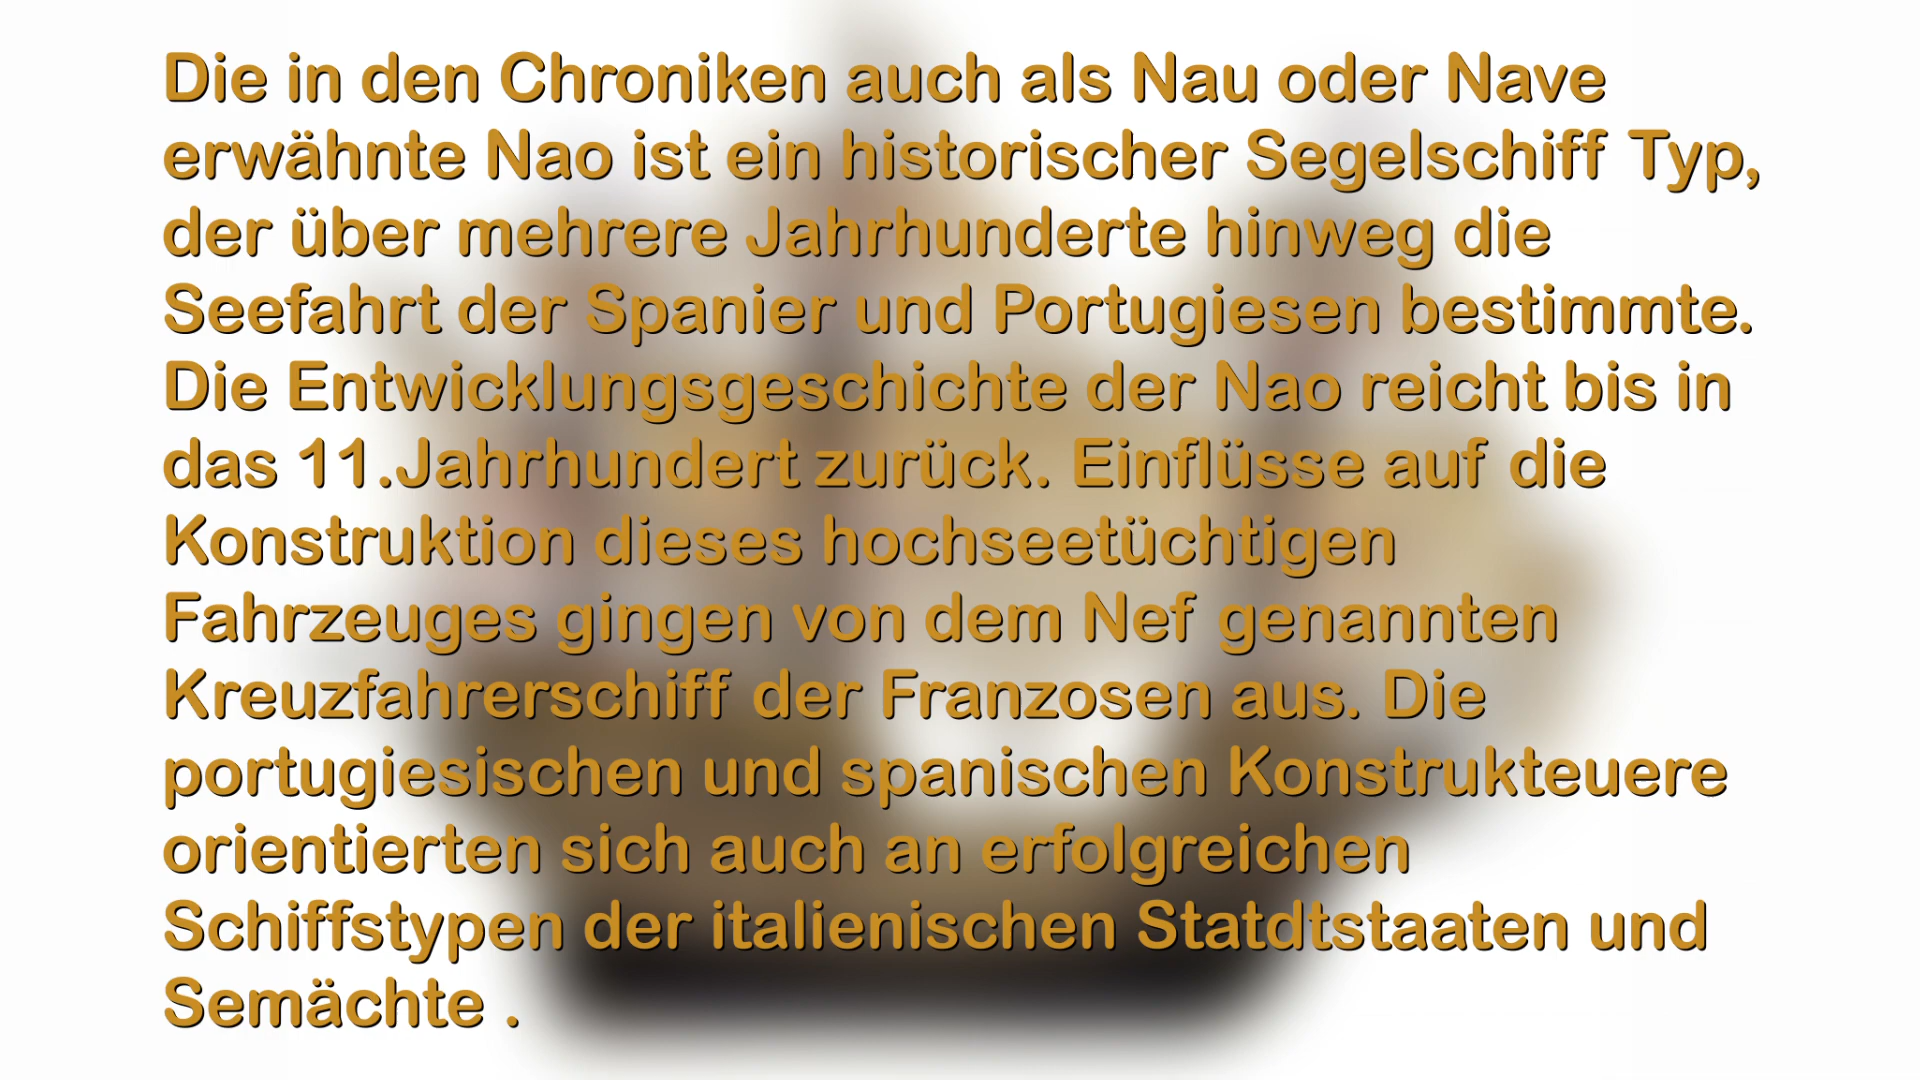 Die in den Chroniken auch als Nau oder Nave
erwähnte Nao ist ein historischer Segelschiff Typ,
der über mehrere Jahrhunderte hinweg die
Seefahrt der Spanier und Portugiesen bestimmte.
Die Entwicklungsgeschichte der Nao reicht bis in
das 11.Jahrhundert zurück. Einflüsse auf die
Konstruktion dieses hochseetüchtigen
Fahrzeuges gingen von dem Nef genannten
Kreuzfahrerschiff der Franzosen aus. Die
portugiesischen und spanischen Konstrukteuere
orientierten sich auch an erfolgreichen
Schiffstypen der italienischen Statdtstaaten und
Semächte .